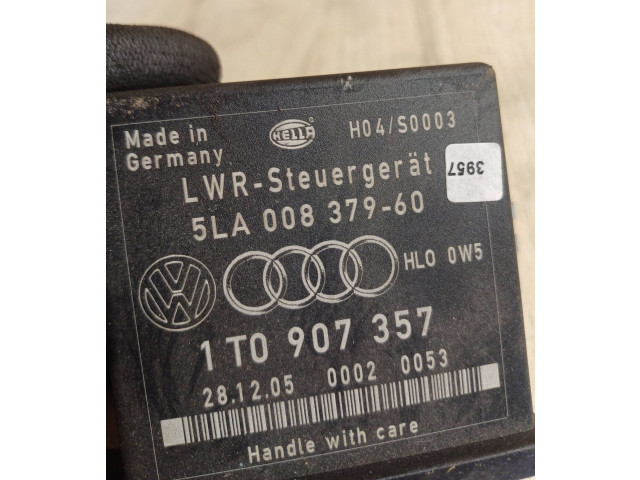 Made in
Germany
HELLA
H04/S0003
LWR-Steuergerät
5LA 008 379-60
3957
VW
HLO 0W5
1T0 907 357
28.12.05 0002 0053
Handle with care